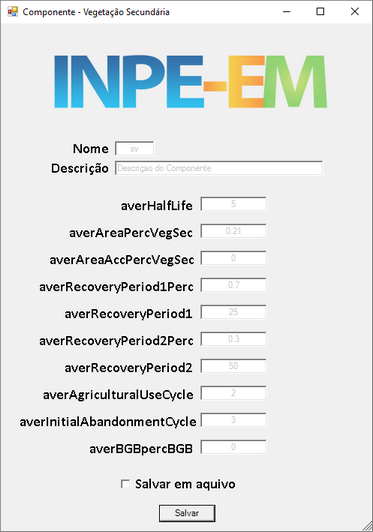 Componente - Vegetação Secundária
INPE-EM
Nome sv
Descrição Descrição do Componente
averHalfLife 5
averAreaPercVegSec 0.21
averAreaAccPercVegSec 0
averRecoveryPeriod1Perc 0.7
averRecoveryPeriod1 25
averRecoveryPeriod2Perc 0.3
averRecoveryPeriod2 50
averAgriculturalUseCycle 2
averInitialAbandonmentCycle 3
averBGBpercBGB 0
Salvar em aquivo
Salvar